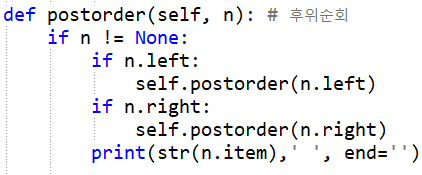 def postorder(self, n): # 후위순회
    if n != None:
        if n.left:
            self.postorder(n.left)
        if n.right:
            self.postorder(n.right)
        print(str(n.item),' ', end='')